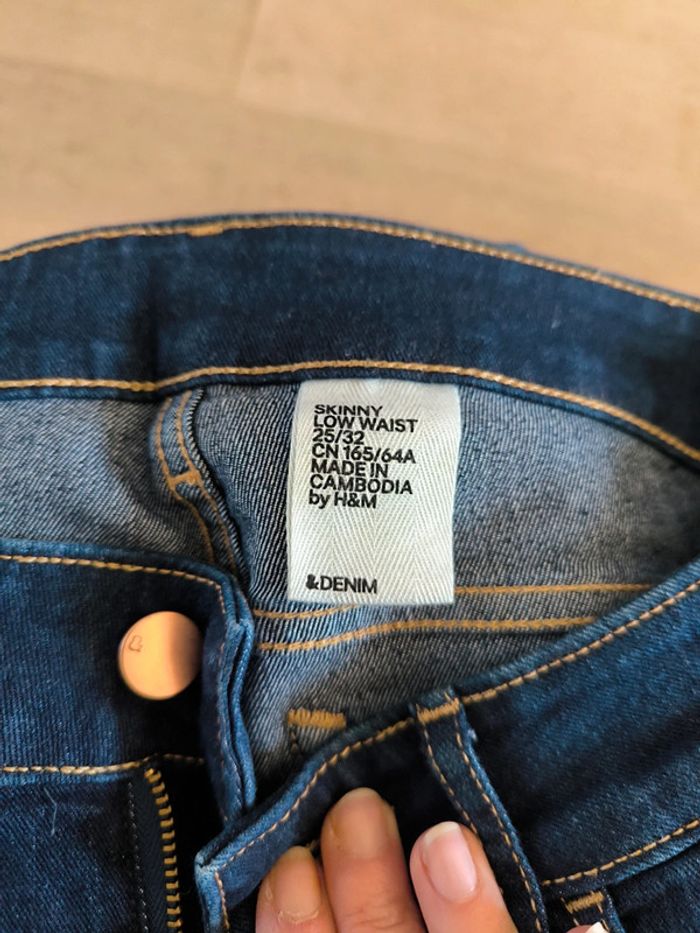 SKINNY
LOW WAIST
25/32
CN 165/64A
MADE IN
CAMBODIA
by H&M
&DENIM